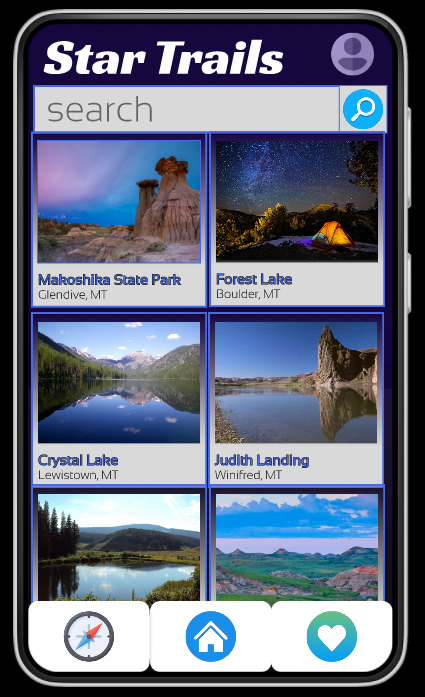 Star Trails
search
Makoshika State Park
Glendive, MT
Forest Lake
Boulder, MT
Crystal Lake
Lewistown, MT
Judith Landing
Winifred, MT